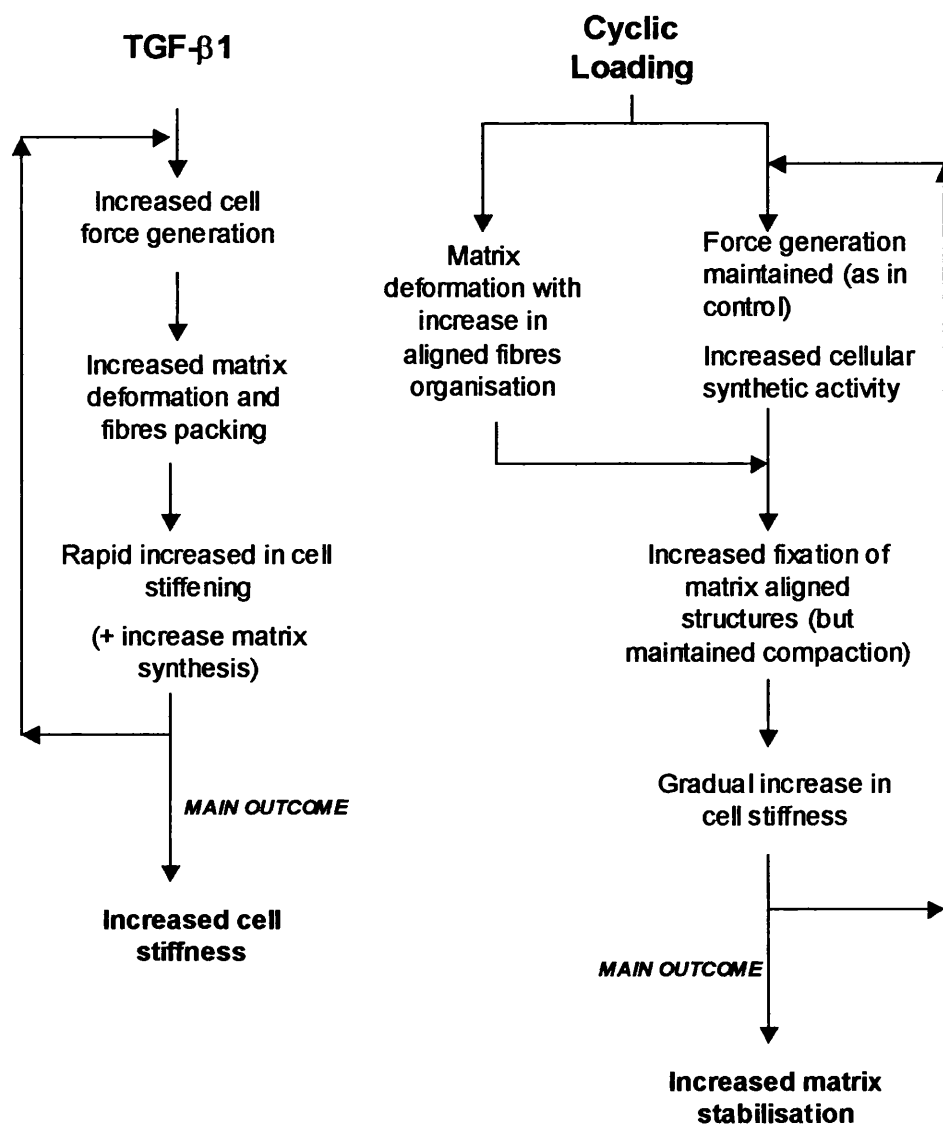 TGF-β1
Increased cell
force generation
Increased matrix
deformation and
fibres packing
Rapid increased in cell
stiffening
(+ increase matrix
synthesis)
MAIN OUTCOME
Increased cell
stiffness
Cyclic
Loading
Matrix
deformation with
increase in
aligned fibres
organisation
Force generation
maintained (as in
control)
Increased cellular
synthetic activity
Increased fixation of
matrix aligned
structures (but
maintained compaction)
Gradual increase in
cell stiffness
MAIN OUTCOME
Increased matrix
stabilisation